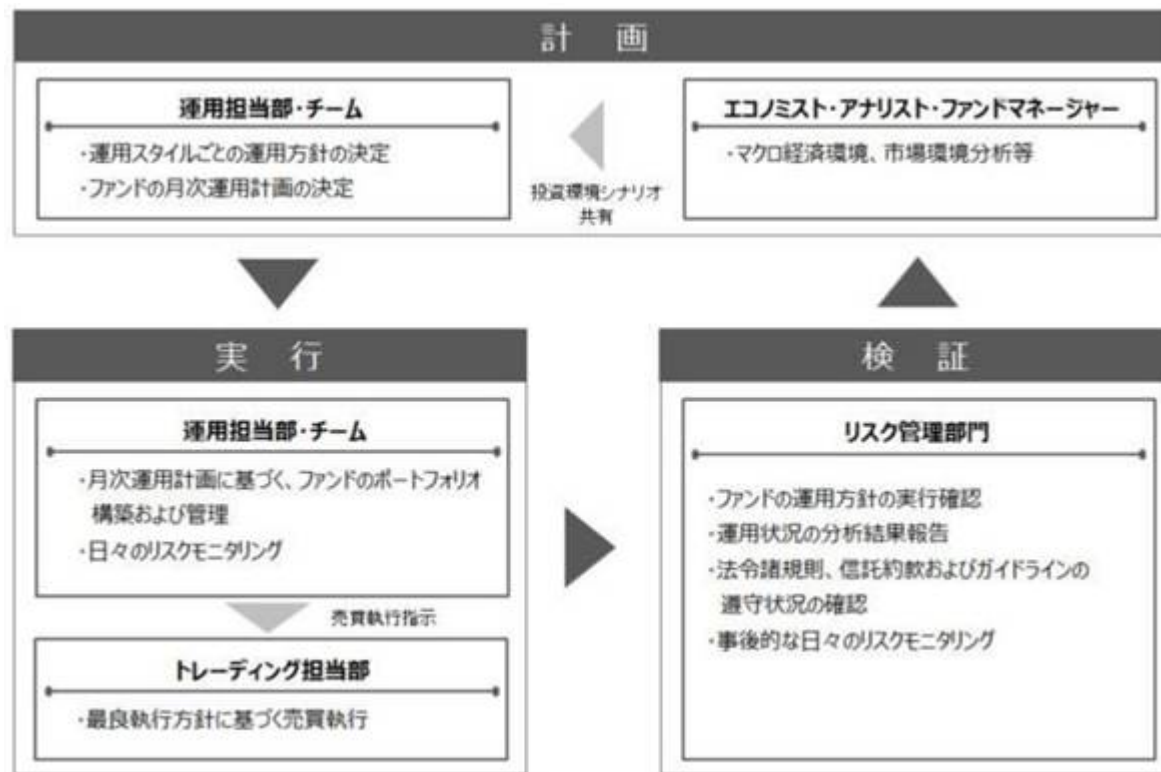 計 画
運用担当部・チーム
・運用スタイルごとの運用方針の決定
・ファンドの月次運用計画の決定
投資環境シナリオ
共有
エコノミスト・アナリスト・ファンドマネージャー
・マクロ経済環境、市場環境分析等
実 行
運用担当部・チーム
・月次運用計画に基づく、ファンドのポートフォリオ
構築および管理
・日々のリスクモニタリング
売買執行指示
トレーディング担当部
・最良執行方針に基づく売買執行
検 証
リスク管理部門
・ファンドの運用方針の実行確認
・運用状況の分析結果報告
・法令諸規則、信託約款およびガイドラインの
遵守状況の確認
・事後的な日々のリスクモニタリング